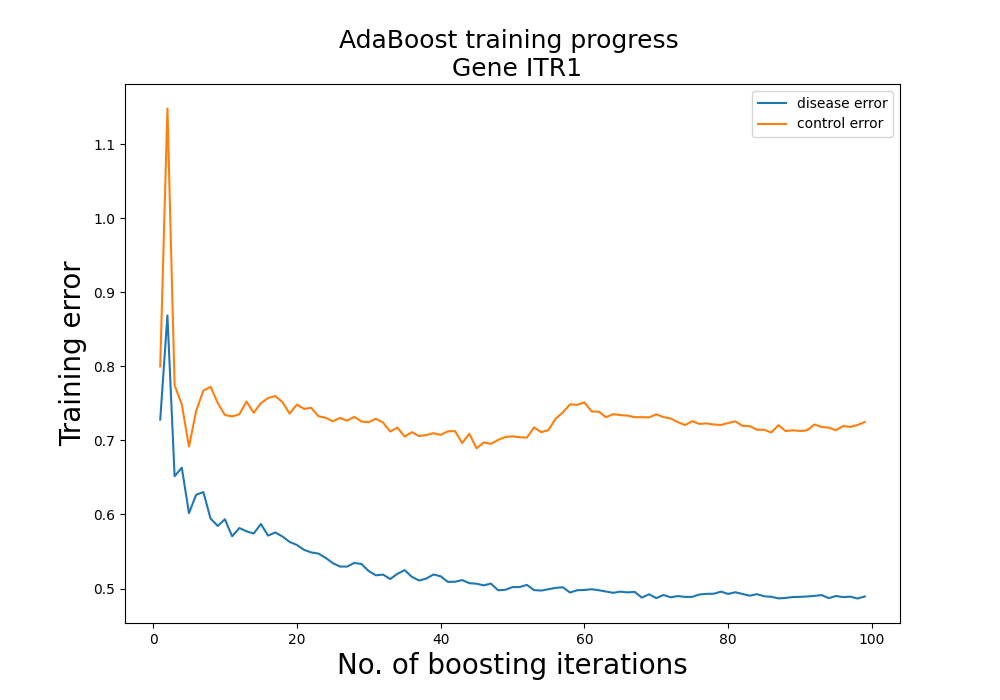 AdaBoost training progress
Gene ITR1
disease error
control error
Training error
1.1
1.0
0.9
0.8
0.7
0.6
0.5
0 20 40 60 80 100
No. of boosting iterations